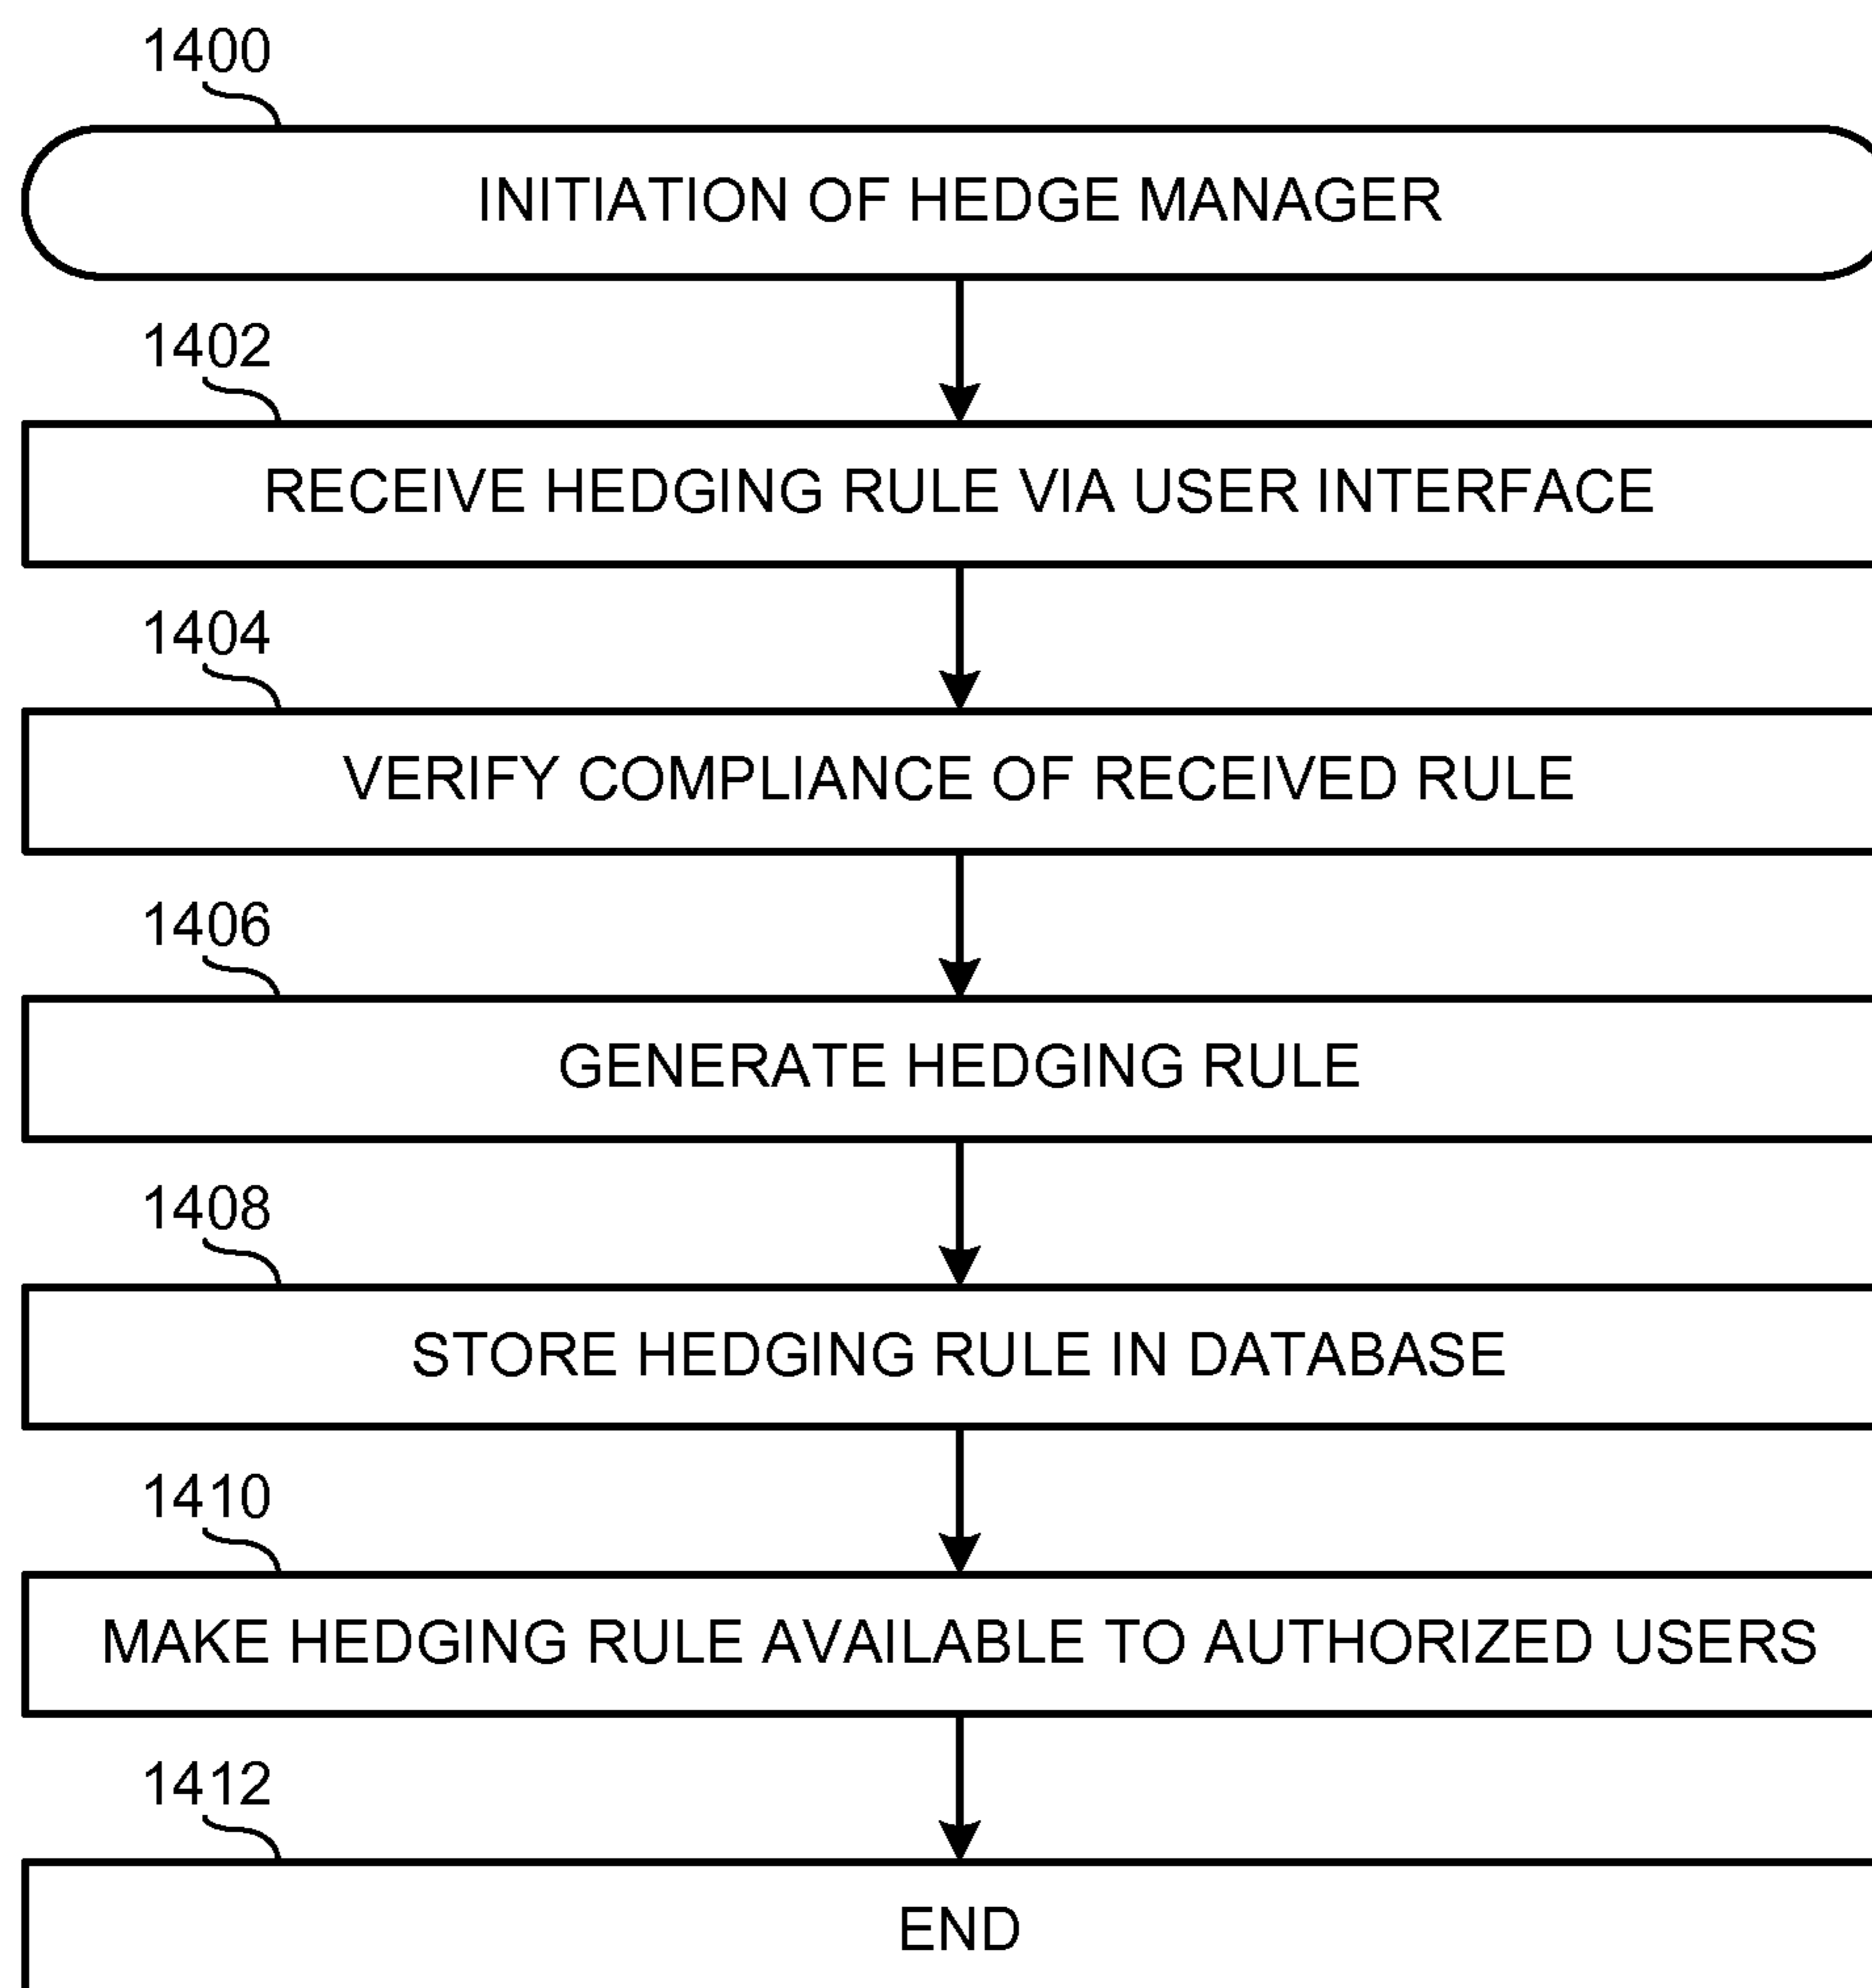 1400
INITIATION OF HEDGE MANAGER
1402
RECEIVE HEDGING RULE VIA USER INTERFACE
1404
VERIFY COMPLIANCE OF RECEIVED RULE
1406
GENERATE HEDGING RULE
1408
STORE HEDGING RULE IN DATABASE
1410
MAKE HEDGING RULE AVAILABLE TO AUTHORIZED USERS
1412
END